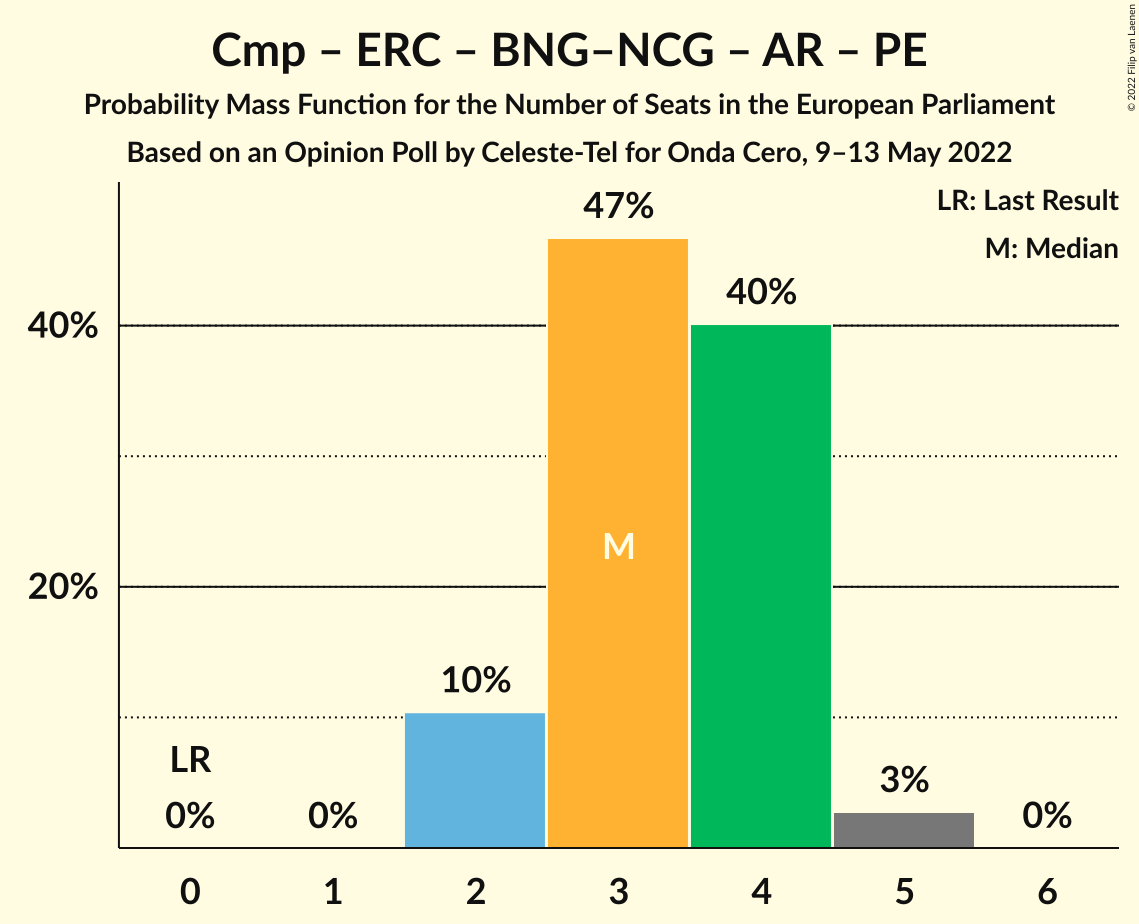 Cmp – ERC – BNG–NCG – AR – PE
Probability Mass Function for the Number of Seats in the European Parliament
Based on an Opinion Poll by Celeste-Tel for Onda Cero, 9–13 May 2022
© 2022 Filip van Laenen
LR: Last Result
M: Median
47%
40%
40%
M
20%
10%
LR
3%
0%
0%
0%
0 1 2 3 4 5 6